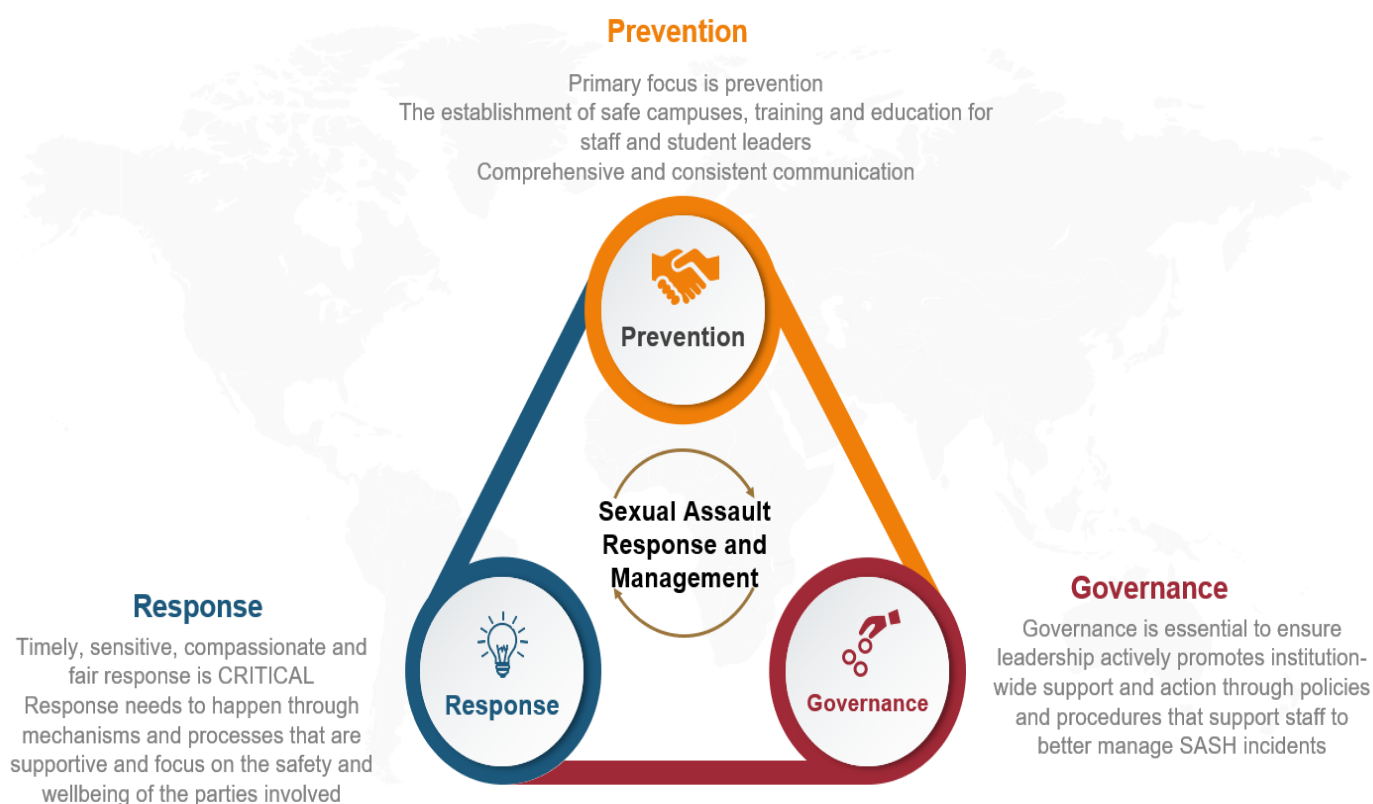 Prevention
Primary focus is prevention
The establishment of safe campuses, training and education for
staff and student leaders
Comprehensive and consistent communication
Prevention
Sexual Assault
Response and
Management
Response
Timely, sensitive, compassionate and
fair response is CRITICAL
Response needs to happen through
mechanisms and processes that are
supportive and focus on the safety and
wellbeing of the parties involved
Response
Governance
Governance
Governance is essential to ensure
leadership actively promotes institution-
wide support and action through policies
and procedures that support staff to
better manage SASH incidents